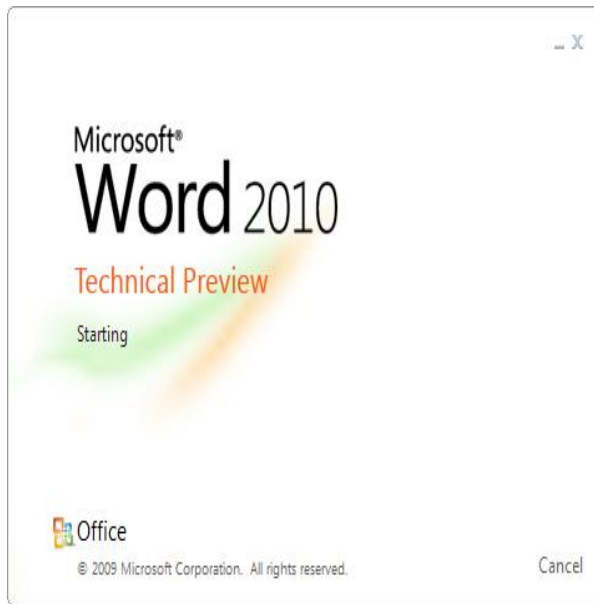 Microsoft®
Word 2010
Technical Preview
Starting
Office
© 2009 Microsoft Corporation. All rights reserved.
Cancel